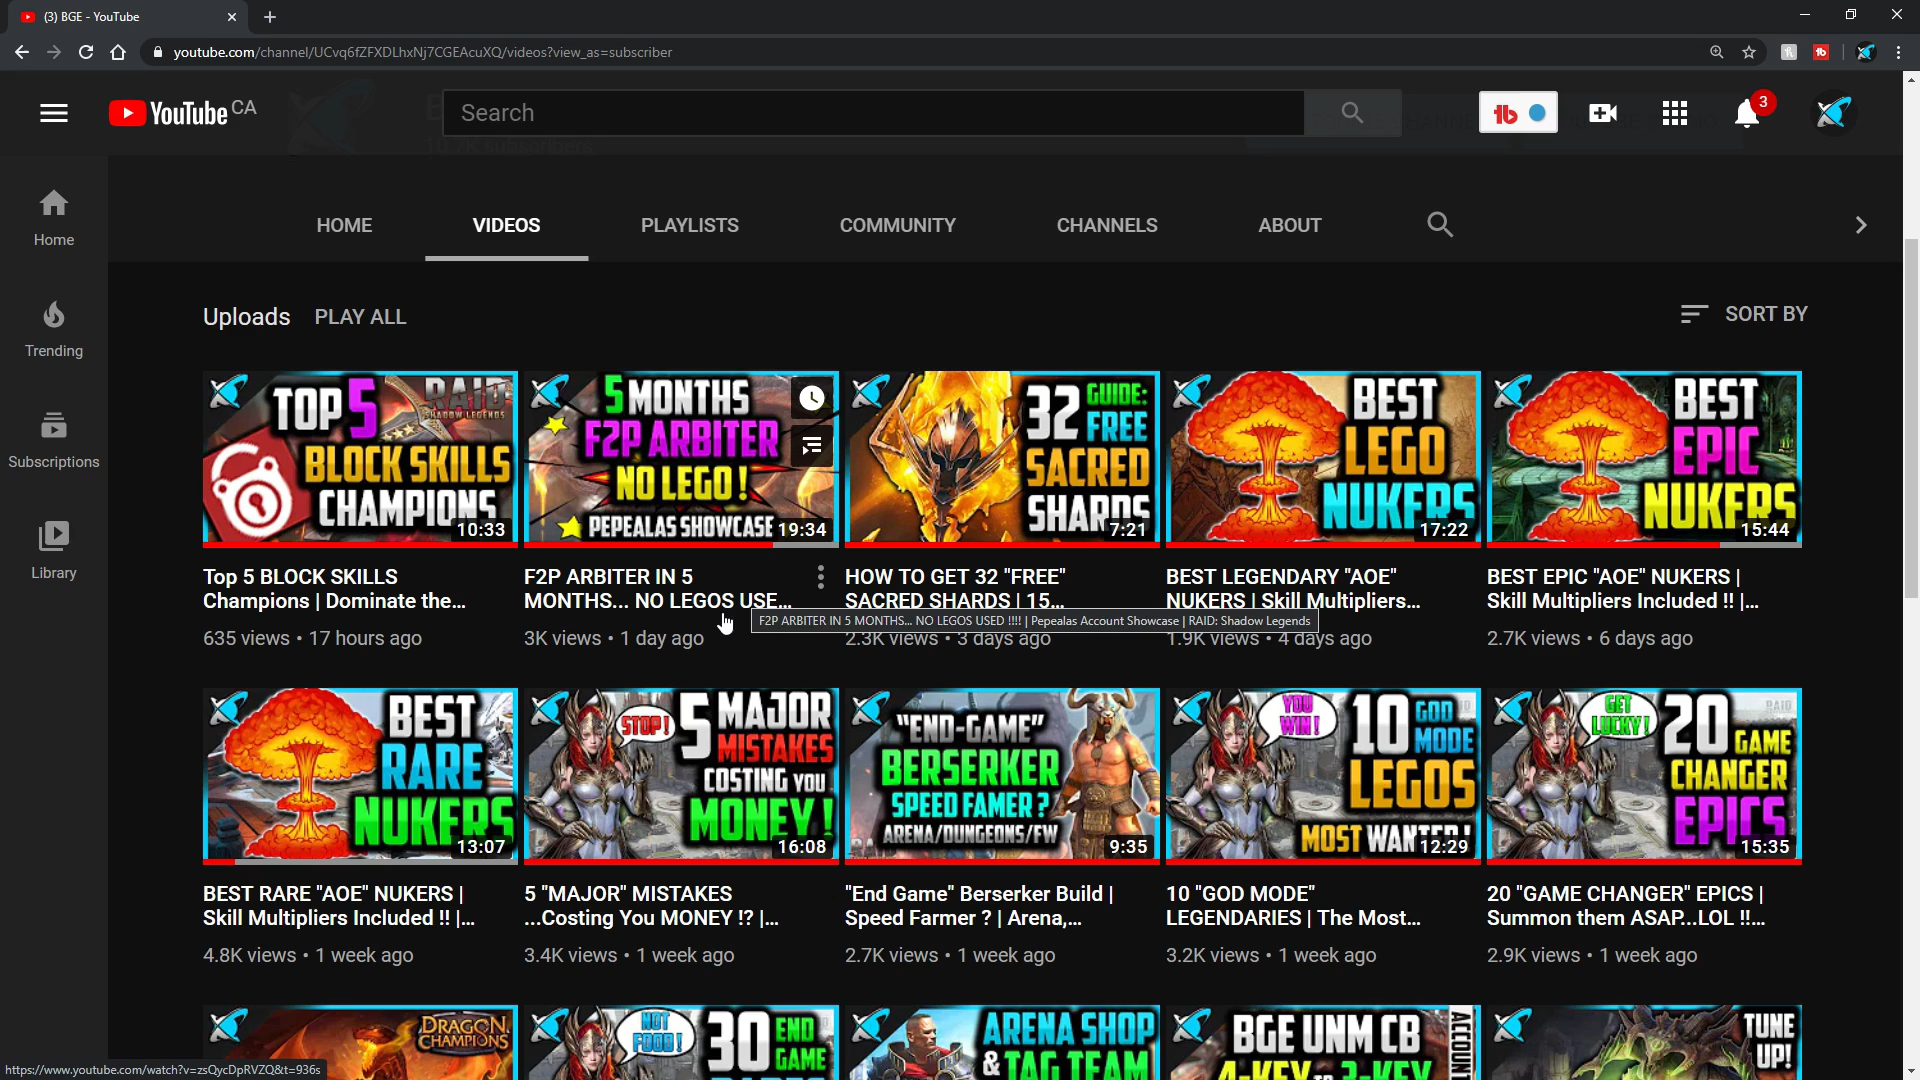 (3) BGE - YouTube
youtube.com/channel/UCvq6fZFXDLhxNj7CGEAcuXQ/videos?view_as=subscriber
YouTube CA
Search
3
HOME
VIDEOS
PLAYLISTS
COMMUNITY
CHANNELS
ABOUT
Home
Trending
Subscriptions
Library
Uploads
PLAY ALL
SORT BY
TOP 5
RAID
SHADOW LEGENDS
BLOCK SKILLS
CHAMPIONS
10:33
5 MONTHS
F2P ARBITER
NO LEGO !
PEPEALAS SHOWCASE
19:34
GUIDE:
32 FREE
SACRED
SHARDS
7:21
BEST
LEGO
NUKERS
17:22
BEST
EPIC
NUKERS
15:44
Top 5 BLOCK SKILLS
Champions | Dominate the...
635 views • 17 hours ago
F2P ARBITER IN 5
MONTHS... NO LEGOS USE...
3K views • 1 day ago
F2P ARBITER IN 5 MONTHS... NO LEGOS USED !!!! | Pepealas Account Showcase | RAID: Shadow Legends
HOW TO GET 32 "FREE"
SACRED SHARDS | 15...
2.3K views • 3 days ago
BEST LEGENDARY "AOE"
NUKERS | Skill Multipliers...
1.9K views • 4 days ago
BEST EPIC "AOE" NUKERS |
Skill Multipliers Included !! |...
2.7K views • 6 days ago
BEST
RARE
NUKERS
13:07
STOP!
5 MAJOR
MISTAKES
COSTING YOU
MONEY !
16:08
"END-GAME"
BERSERKER
SPEED FAMER ?
ARENA/DUNGEONS/FW
9:35
YOU
WIN!
10 GOD
MODE
LEGOS
MOST WANTED !
12:29
GET
LUCKY!
RAID
20 GAME
CHANGER
EPICS
15:35
BEST RARE "AOE" NUKERS |
Skill Multipliers Included !! |...
4.8K views • 1 week ago
5 "MAJOR" MISTAKES
...Costing You MONEY !? |...
3.4K views • 1 week ago
"End Game" Berserker Build |
Speed Farmer ? | Arena,...
2.7K views • 1 week ago
10 "GOD MODE"
LEGENDARIES | The Most...
3.2K views • 1 week ago
20 "GAME CHANGER" EPICS |
Summon them ASAP...LOL !!...
2.9K views • 1 week ago
DRAGON
CHAMPIONS
NOT
FOOD!
30 END
GAME
ARENA SHOP
& TAG TEAM
BGE UNM CB
4-KEY TO 3-KEY
ACCOUNT
TUNE
UP!
https://www.youtube.com/watch?v=zsQycDpRVZQ&t=936s